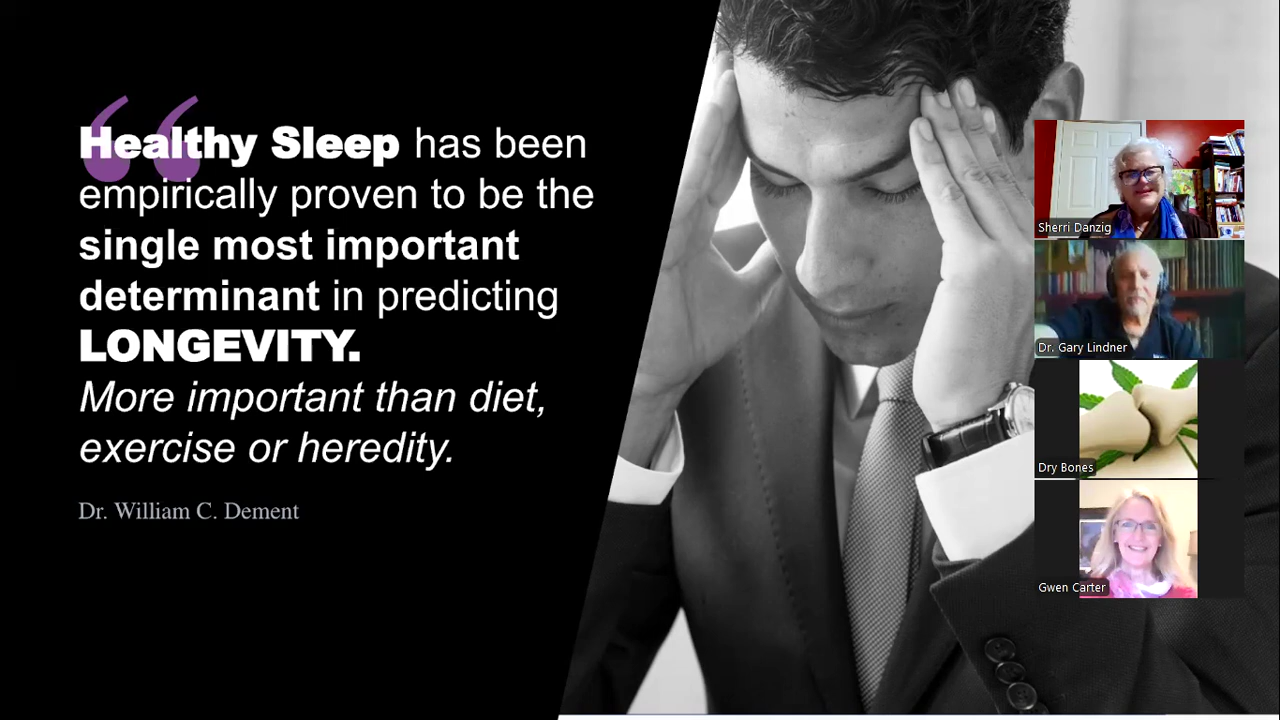 Healthy Sleep has been
empirically proven to be the
single most important
determinant in predicting
LONGEVITY.
More important than diet,
exercise or heredity.
Dr. William C. Dement
Sherri Danzig
Dr. Gary Lindner
Dry Bones
Gwen Carter